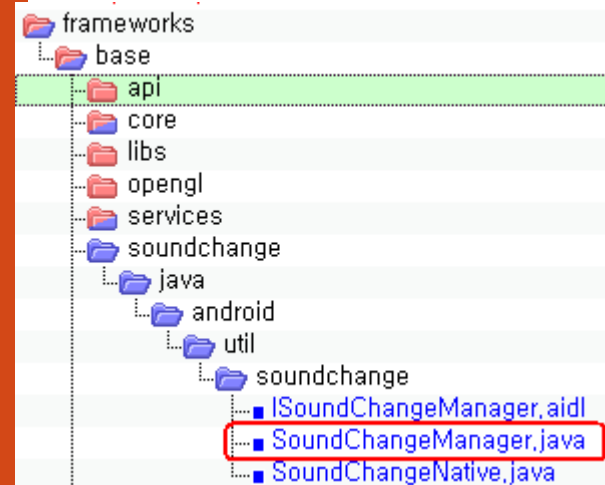 frameworks
base
api
core
libs
opengl
services
soundchange
java
android
util
soundchange
ISoundChangeManager,aidl
SoundChangeManager,java
SoundChangeNative,java